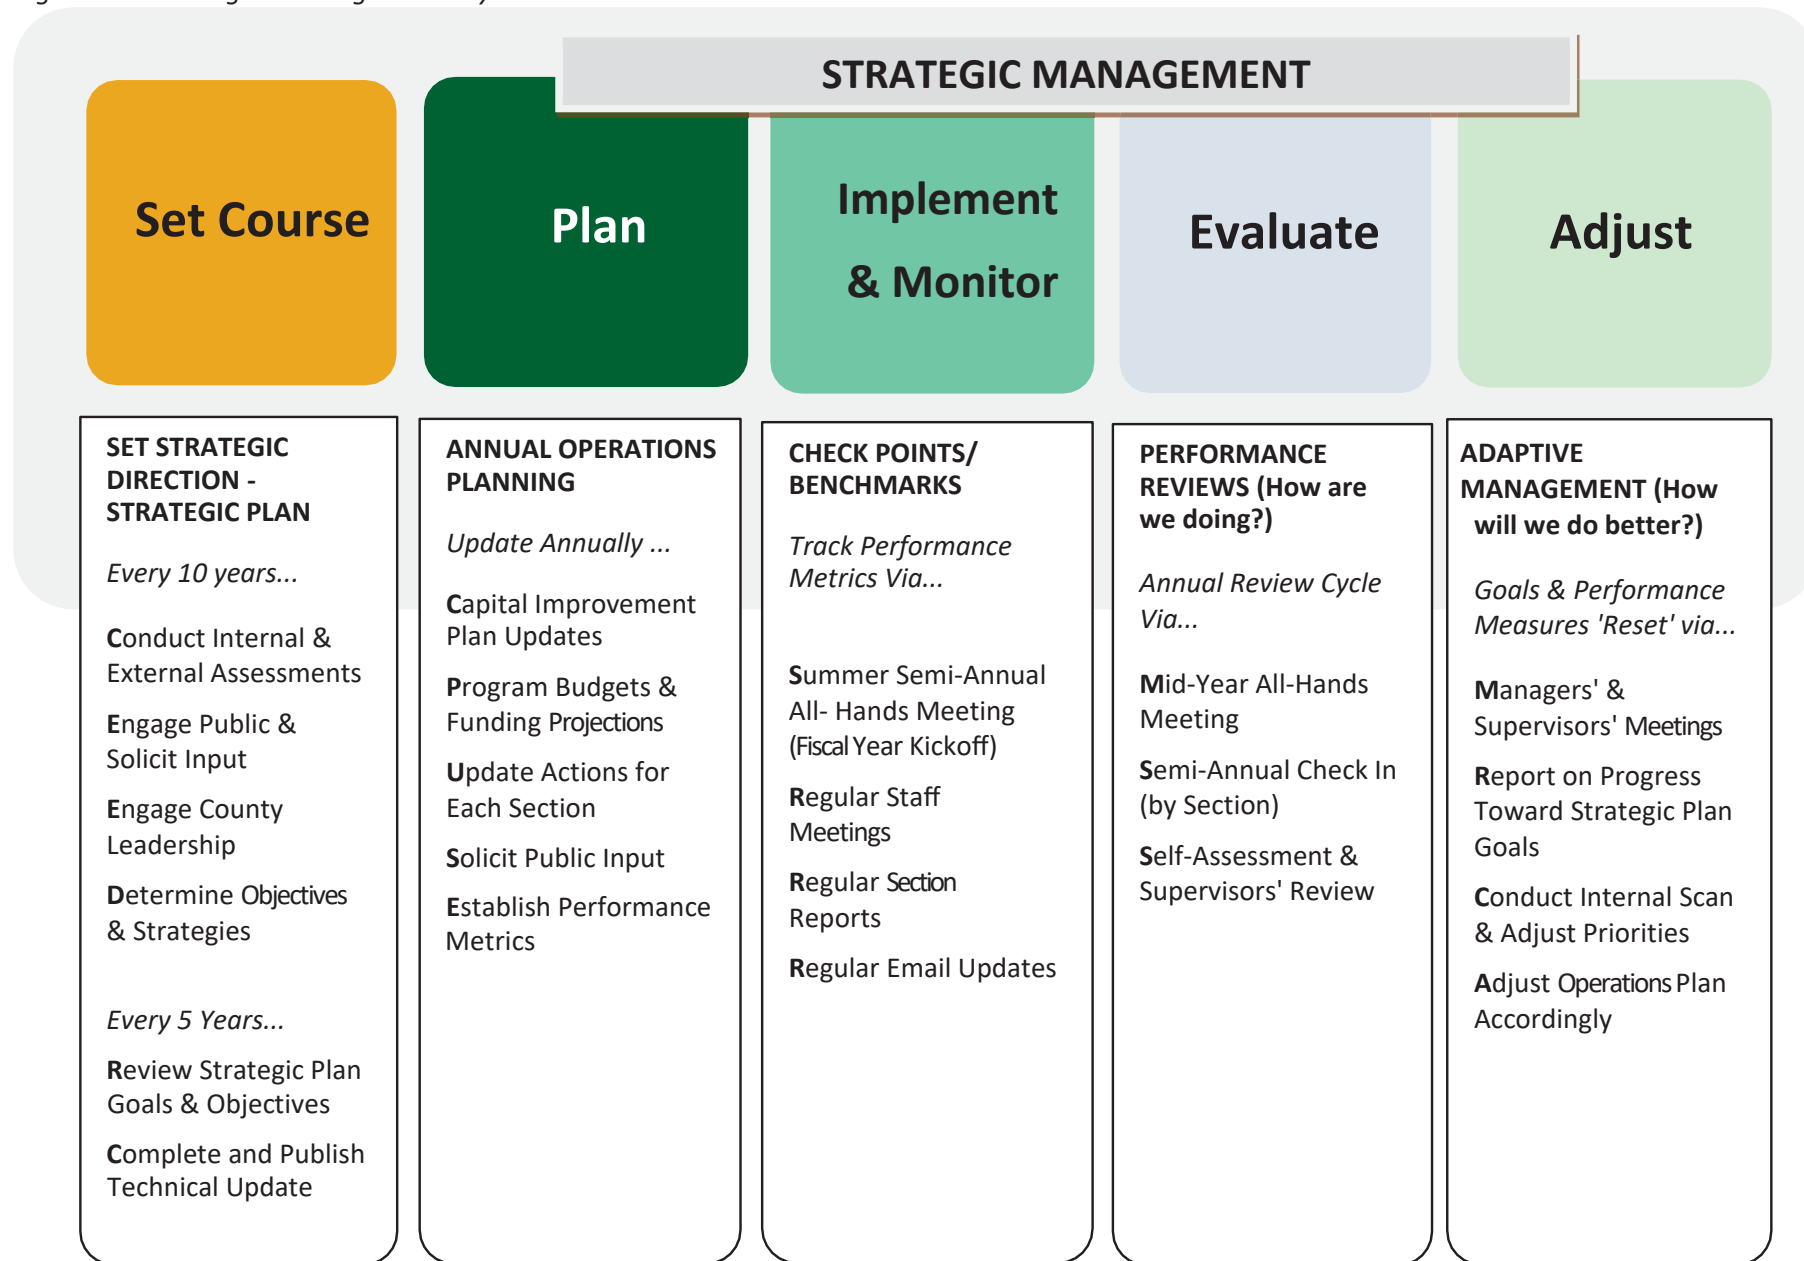 STRATEGIC MANAGEMENT
Set Course
Plan
Implement
& Monitor
Evaluate
Adjust
SET STRATEGIC
DIRECTION -
STRATEGIC PLAN
Every 10 years...
Conduct Internal &
External Assessments
Engage Public &
Solicit Input
Engage County
Leadership
Determine Objectives
& Strategies
Every 5 Years...
Review Strategic Plan
Goals & Objectives
Complete and Publish
Technical Update
ANNUAL OPERATIONS
PLANNING
Update Annually ...
Capital Improvement
Plan Updates
Program Budgets &
Funding Projections
Update Actions for
Each Section
Solicit Public Input
Establish Performance
Metrics
CHECK POINTS/
BENCHMARKS
Track Performance
Metrics Via...
Summer Semi-Annual
All- Hands Meeting
(Fiscal Year Kickoff)
Regular Staff
Meetings
Regular Section
Reports
Regular Email Updates
PERFORMANCE
REVIEWS (How are
we doing?)
Annual Review Cycle
Via...
Mid-Year All-Hands
Meeting
Semi-Annual Check In
(by Section)
Self-Assessment &
Supervisors' Review
ADAPTIVE
MANAGEMENT (How
will we do better?)
Goals & Performance
Measures 'Reset' via...
Managers' &
Supervisors' Meetings
Report on Progress
Toward Strategic Plan
Goals
Conduct Internal Scan
& Adjust Priorities
Adjust Operations Plan
Accordingly